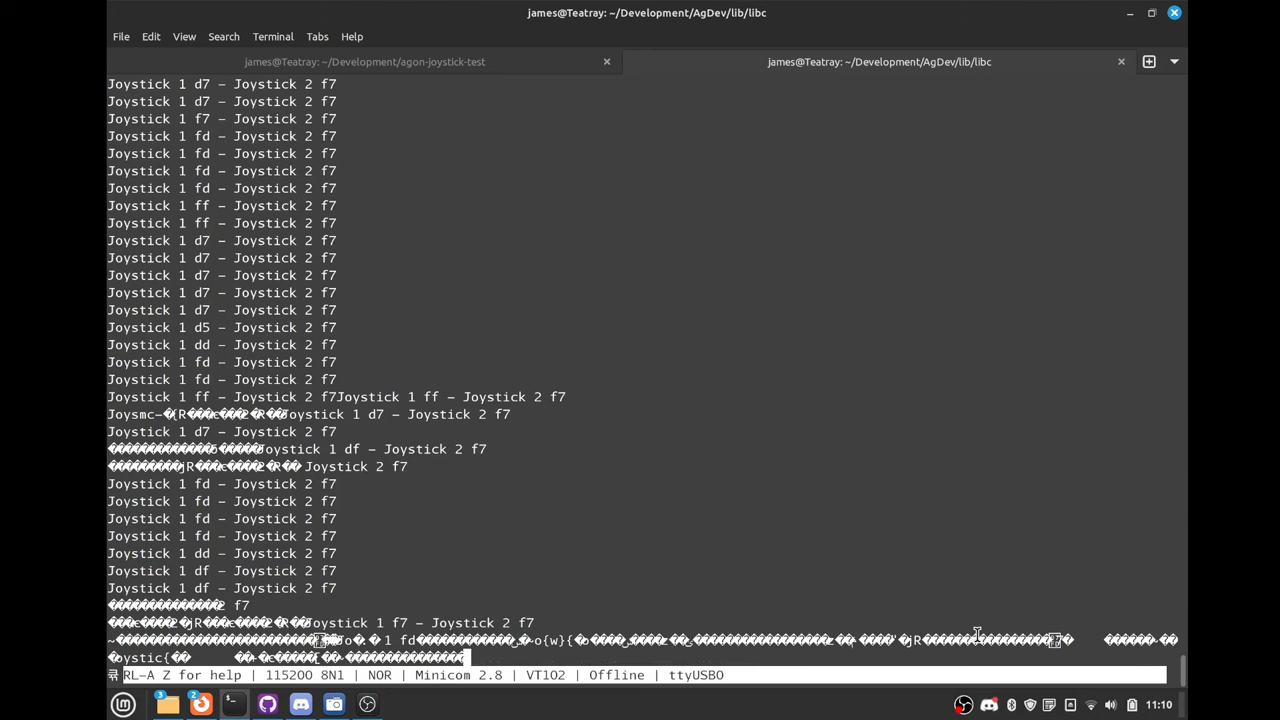 james@Teatray: ~/Development/AgDev/lib/libc
File Edit View Search Terminal Tabs Help
james@Teatray: ~/Development/agon-joystick-test
james@Teatray: ~/Development/AgDev/lib/libc
Joystick 1 d7 - Joystick 2 f7
Joystick 1 d7 - Joystick 2 f7
Joystick 1 f7 - Joystick 2 f7
Joystick 1 fd - Joystick 2 f7
Joystick 1 fd - Joystick 2 f7
Joystick 1 fd - Joystick 2 f7
Joystick 1 fd - Joystick 2 f7
Joystick 1 ff - Joystick 2 f7
Joystick 1 ff - Joystick 2 f7
Joystick 1 d7 - Joystick 2 f7
Joystick 1 d7 - Joystick 2 f7
Joystick 1 d7 - Joystick 2 f7
Joystick 1 d7 - Joystick 2 f7
Joystick 1 d7 - Joystick 2 f7
Joystick 1 d5 - Joystick 2 f7
Joystick 1 dd - Joystick 2 f7
Joystick 1 fd - Joystick 2 f7
Joystick 1 fd - Joystick 2 f7
Joystick 1 ff - Joystick 2 f7Joystick 1 ff - Joystick 2 f7
Joysmc- Joystick 1 d7 - Joystick 2 f7
Joystick 1 d7 - Joystick 2 f7
Joystick 1 df - Joystick 2 f7
Joystick 2 f7
Joystick 1 fd - Joystick 2 f7
Joystick 1 fd - Joystick 2 f7
Joystick 1 fd - Joystick 2 f7
Joystick 1 fd - Joystick 2 f7
Joystick 1 dd - Joystick 2 f7
Joystick 1 df - Joystick 2 f7
Joystick 1 df - Joystick 2 f7
2 f7
Joystick 1 f7 - Joystick 2 f7
1 fd
oystic{
RL-A Z for help | 115200 8N1 | NOR | Minicom 2.8 | VT102 | Offline | ttyUSB0
3
2
11:10